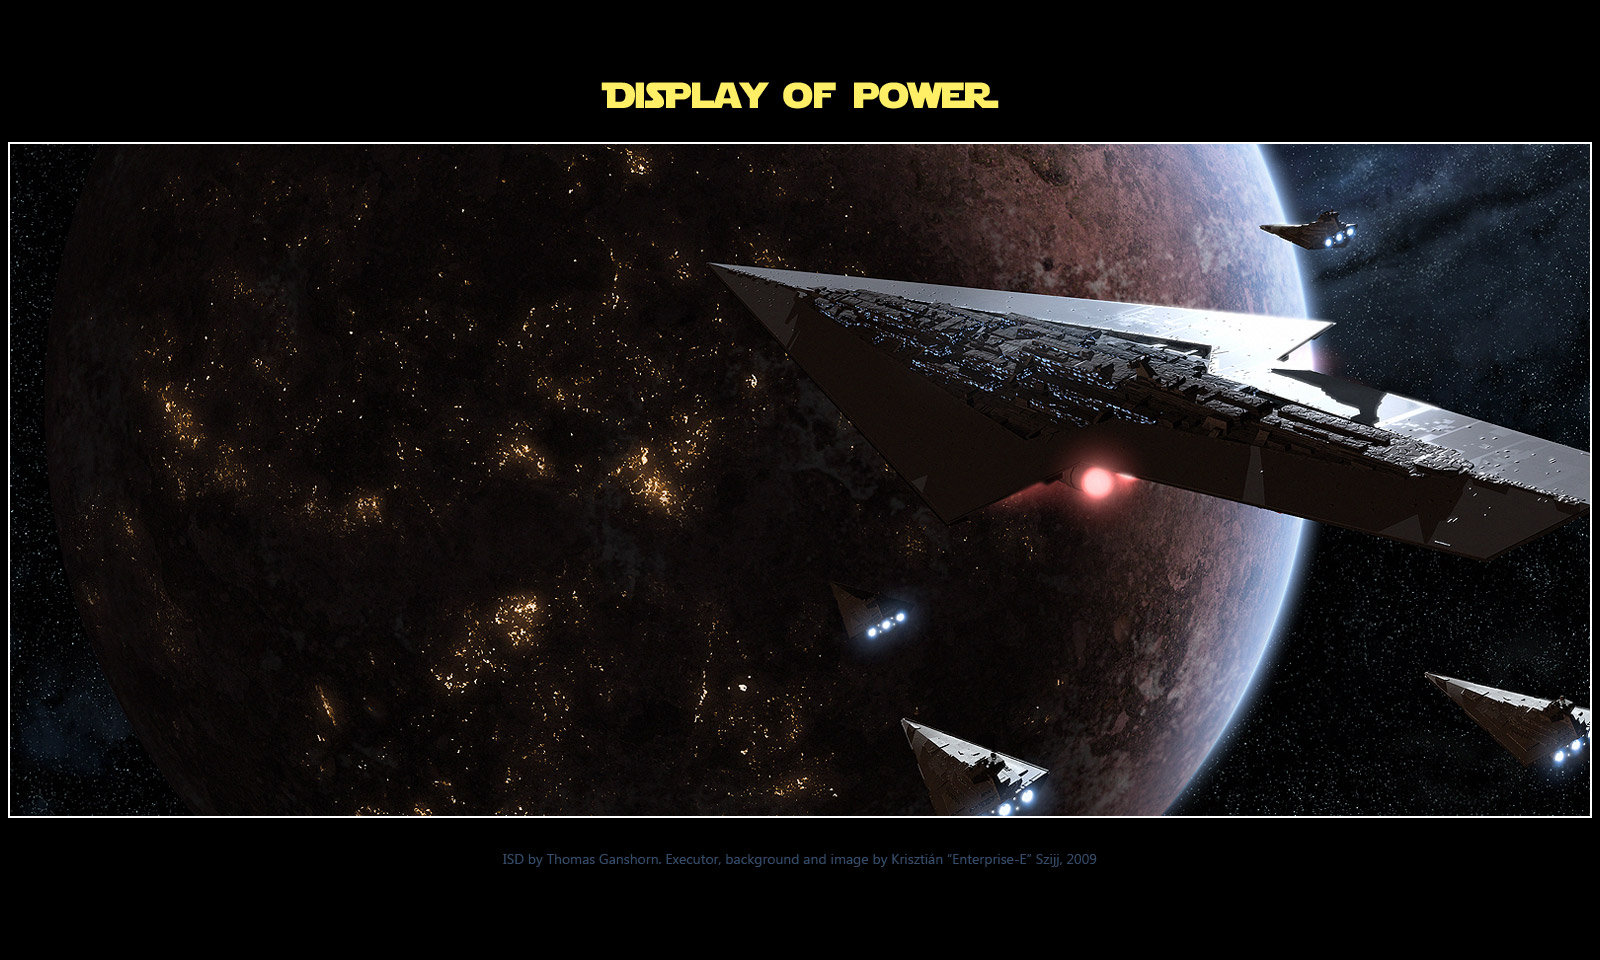 DISPLAY OF POWER
ISD by Thomas Ganshorn. Executor, background and image by Krisztián "Enterprise-E" Szijj, 2009